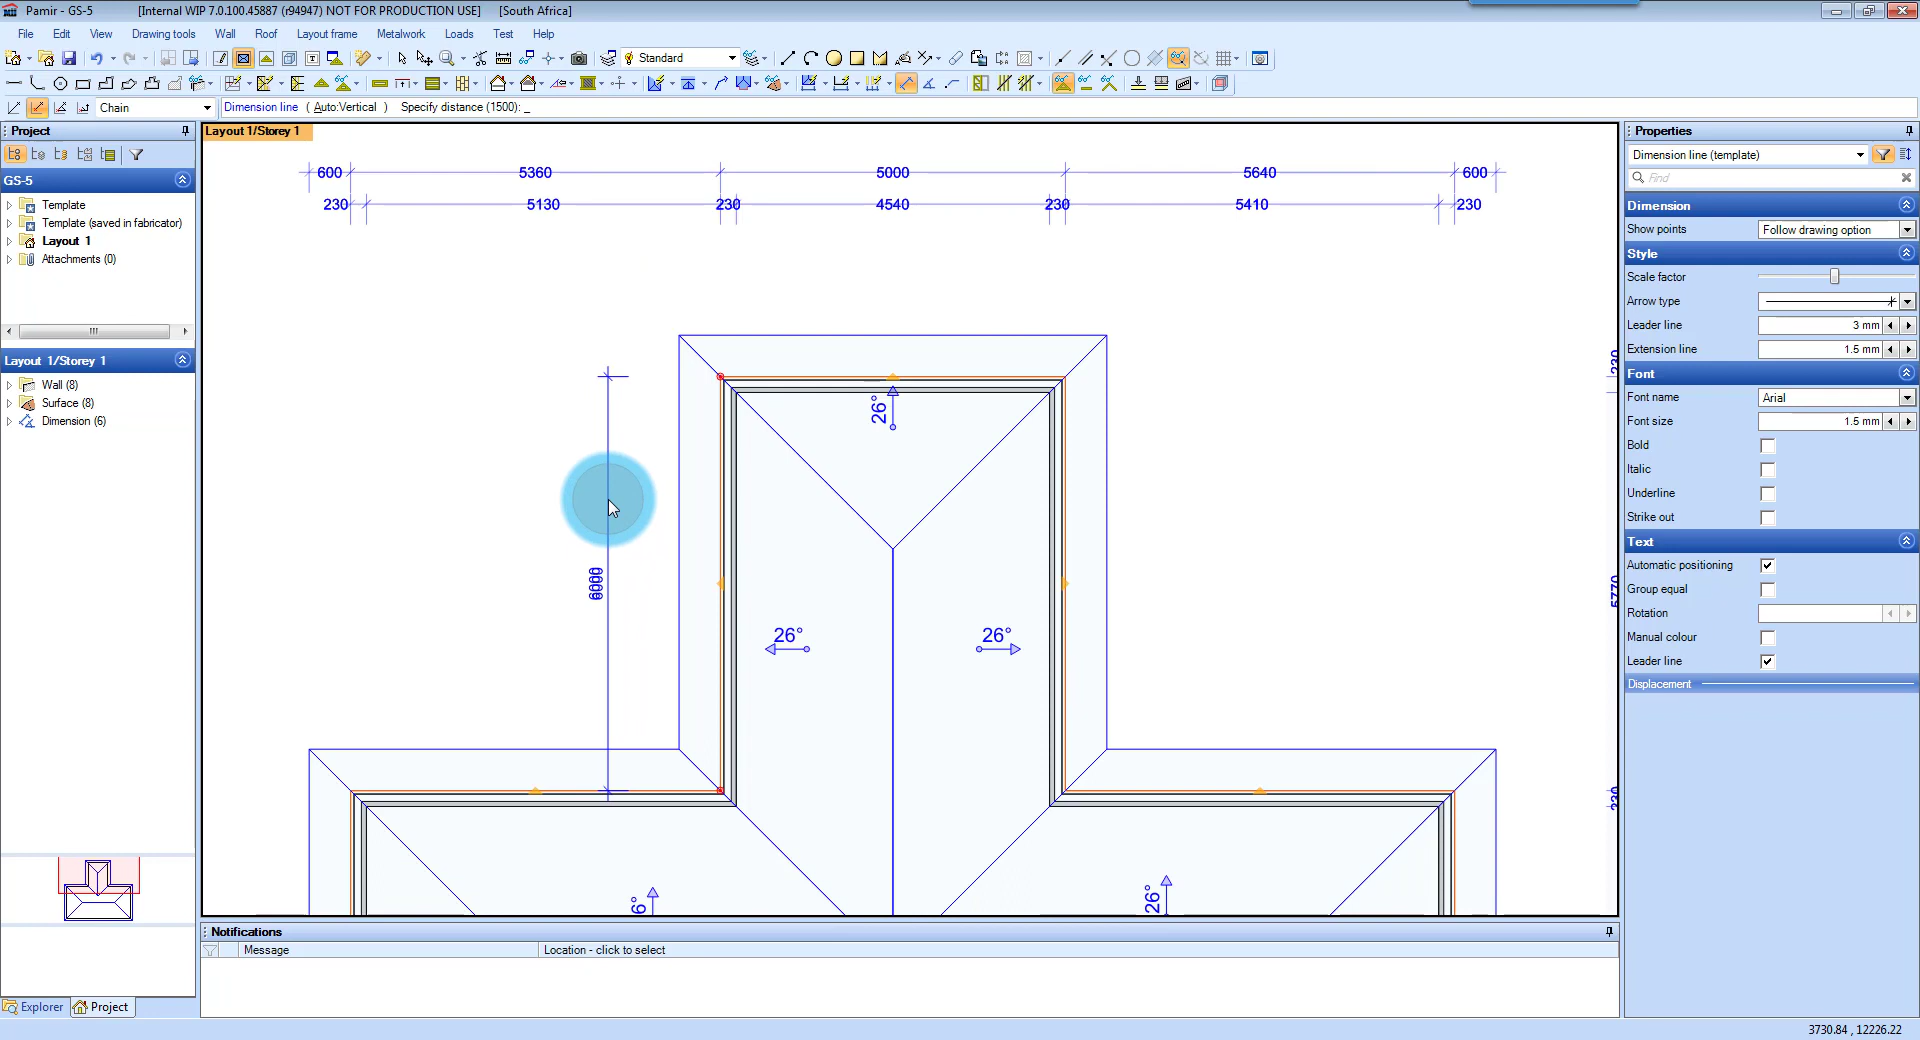 Pamir - GS-5 [Internal WIP 7.0.100.45887 (r94947) NOT FOR PRODUCTION USE] [South Africa]
File Edit View Drawing tools Wall Roof Layout frame Metalwork Loads Test Help
Standard
Chain
Dimension line ( Auto:Vertical ) Specify distance (1500): _
Project
GS-5
Template
Template (saved in fabricator)
Layout 1
Attachments (0)
Layout 1/Storey 1
Wall (8)
Surface (8)
Dimension (6)
Explorer
Project
Layout 1/Storey 1
600 5360 5000 5640 600
230 5130 230 4540 230 5410 230
230
26°
6000
5770
26° 26°
230
6°
26°
Notifications
Message
Location - click to select
Properties
Dimension line (template)
Find
Dimension
Show points Follow drawing option
Style
Scale factor
Arrow type
Leader line 3 mm
Extension line 1.5 mm
Font
Font name Arial
Font size 1.5 mm
Bold
Italic
Underline
Strike out
Text
Automatic positioning
Group equal
Rotation
Manual colour
Leader line
Displacement
3730.84 , 12226.22